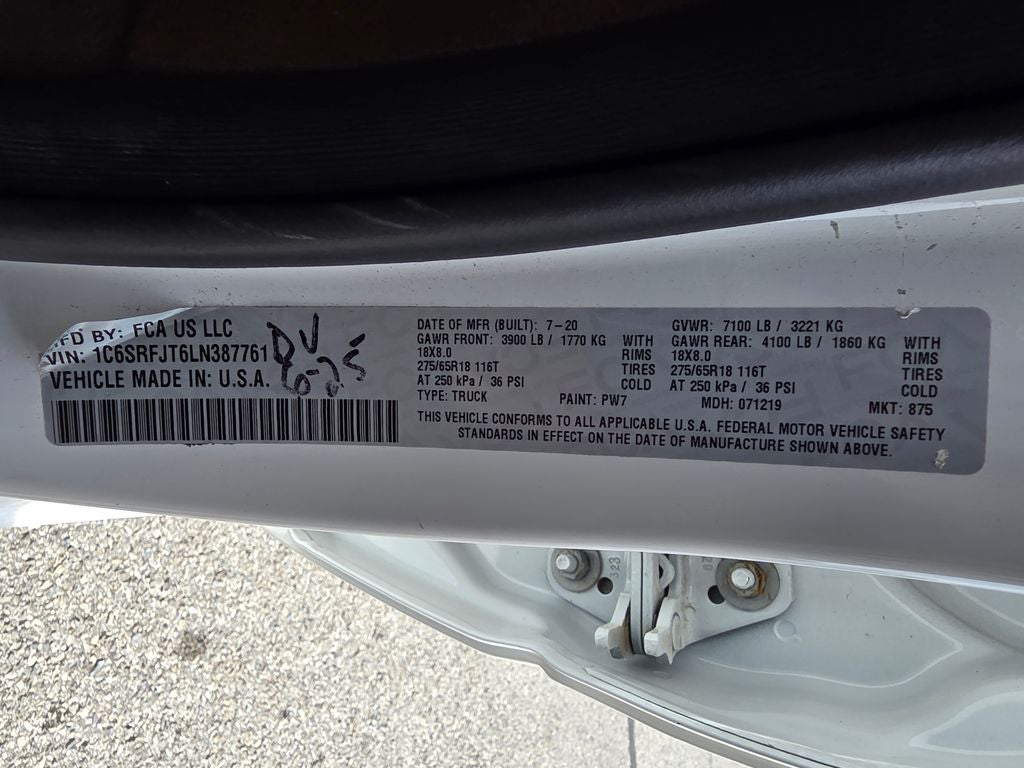 MFD BY: FCA US LLC
VIN: 1C6SRFJT6LN387761
VEHICLE MADE IN: U.S.A.
DV
6-25
DATE OF MFR (BUILT): 7-20
GVWR: 7100 LB / 3221 KG
GAWR FRONT: 3900 LB / 1770 KG WITH
18X8.0 RIMS
275/65R18 116T TIRES
AT 250 kPa / 36 PSI COLD
GAWR REAR: 4100 LB / 1860 KG WITH
18X8.0 RIMS
275/65R18 116T TIRES
AT 250 kPa / 36 PSI COLD
TYPE: TRUCK PAINT: PW7 MDH: 071219 MKT: 875
THIS VEHICLE CONFORMS TO ALL APPLICABLE U.S.A. FEDERAL MOTOR VEHICLE SAFETY
STANDARDS IN EFFECT ON THE DATE OF MANUFACTURE SHOWN ABOVE.